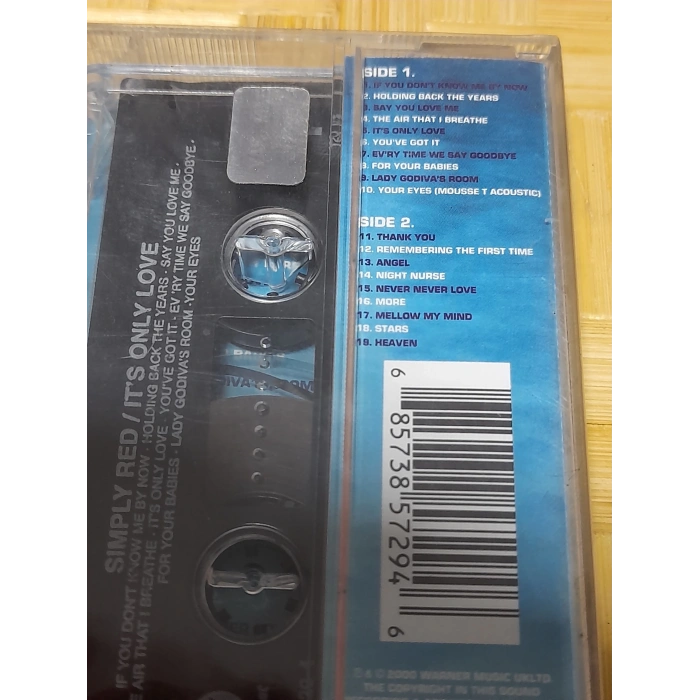 SIDE 1.
1. IF YOU DON'T KNOW ME BY NOW
2. HOLDING BACK THE YEARS
3. SAY YOU LOVE ME
4. THE AIR THAT I BREATHE
5. IT'S ONLY LOVE
6. YOU'VE GOT IT
7. EV'RY TIME WE SAY GOODBYE
8. FOR YOUR BABIES
9. LADY GODIVA'S ROOM
10. YOUR EYES (MOUSSE T ACOUSTIC)
SIDE 2.
11. THANK YOU
12. REMEMBERING THE FIRST TIME
13. ANGEL
14. NIGHT NURSE
15. NEVER NEVER LOVE
16. MORE
17. MELLOW MY MIND
18. STARS
19. HEAVEN
6 85738 57294 6
℗ & © 2000 WARNER MUSIC UK LTD.
THE COPYRIGHT IN THIS SOUND
SIMPLY RED / IT'S ONLY LOVE
IF YOU DON'T KNOW ME BY NOW · HOLDING BACK THE YEARS · SAY YOU LOVE ME ·
AIR THAT I BREATHE · IT'S ONLY LOVE · YOU'VE GOT IT · EV'RY TIME WE SAY GOODBYE ·
FOR YOUR BABIES · LADY GODIVA'S ROOM · YOUR EYES